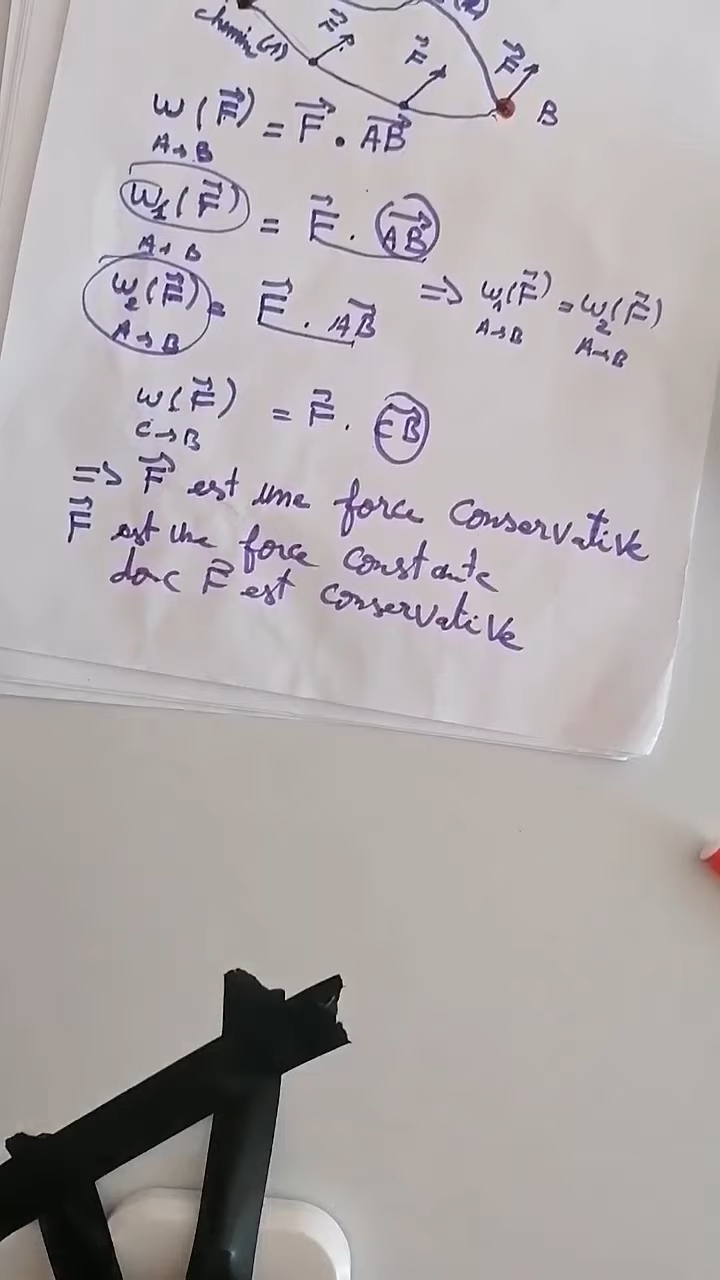 chemin(1) F⃗ F⃗ F⃗ B
W(F⃗) = F⃗ . AB⃗
A→B
W₁(F⃗) = F⃗ . AB⃗
A→B
W₂(F⃗) = F⃗ . AB⃗ ⇒ W₁(F⃗) = W₂(F⃗)
A→B A→B A→B
W(F⃗) = F⃗ . CB⃗
C→B
⇒ F⃗ est une force conservative
F⃗ est une force constante
donc F⃗ est conservative